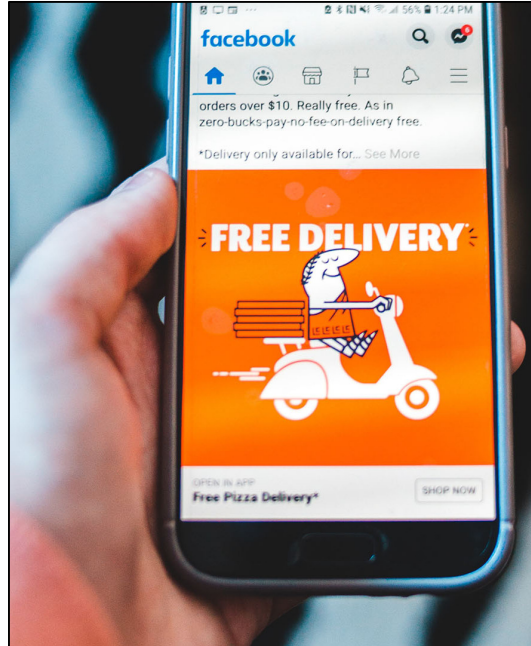 56% 1:24 PM
facebook
orders over $10. Really free. As in
zero-bucks-pay-no-fee-on-delivery free.
*Delivery only available for... See More
FREE DELIVERY*
OPEN IN APP
Free Pizza Delivery*
SHOP NOW